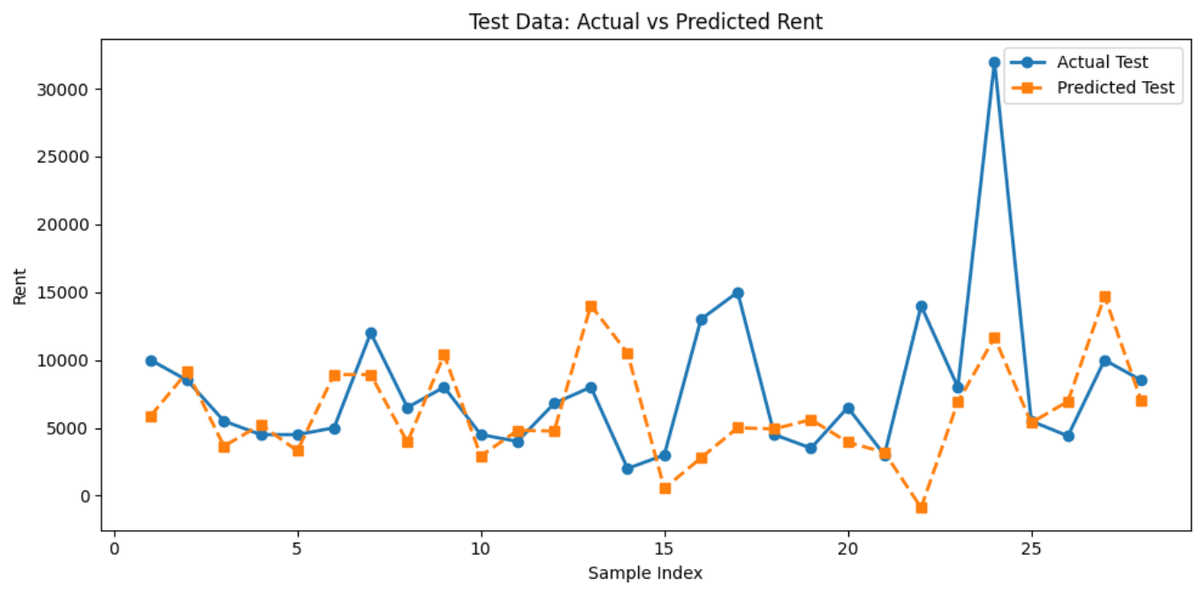 Test Data: Actual vs Predicted Rent
Actual Test
Predicted Test
30000
25000
20000
15000
10000
5000
0
Rent
0 5 10 15 20 25
Sample Index